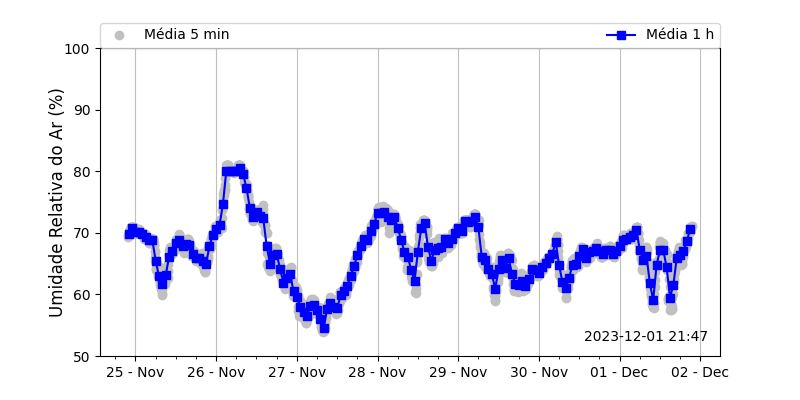 Média 5 min
Média 1 h
Umidade Relativa do Ar (%)
100
90
80
70
60
50
2023-12-01 21:47
25 - Nov
26 - Nov
27 - Nov
28 - Nov
29 - Nov
30 - Nov
01 - Dec
02 - Dec